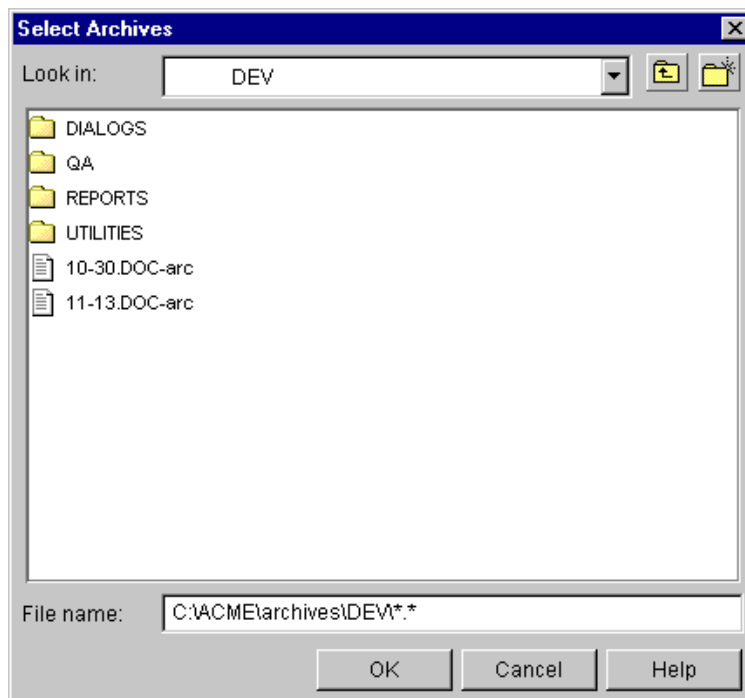 Select Archives
Look in: DEV
DIALOGS
QA
REPORTS
UTILITIES
10-30.DOC-arc
11-13.DOC-arc
File name: C:\ACME\archives\DEV\*.*
OK Cancel Help